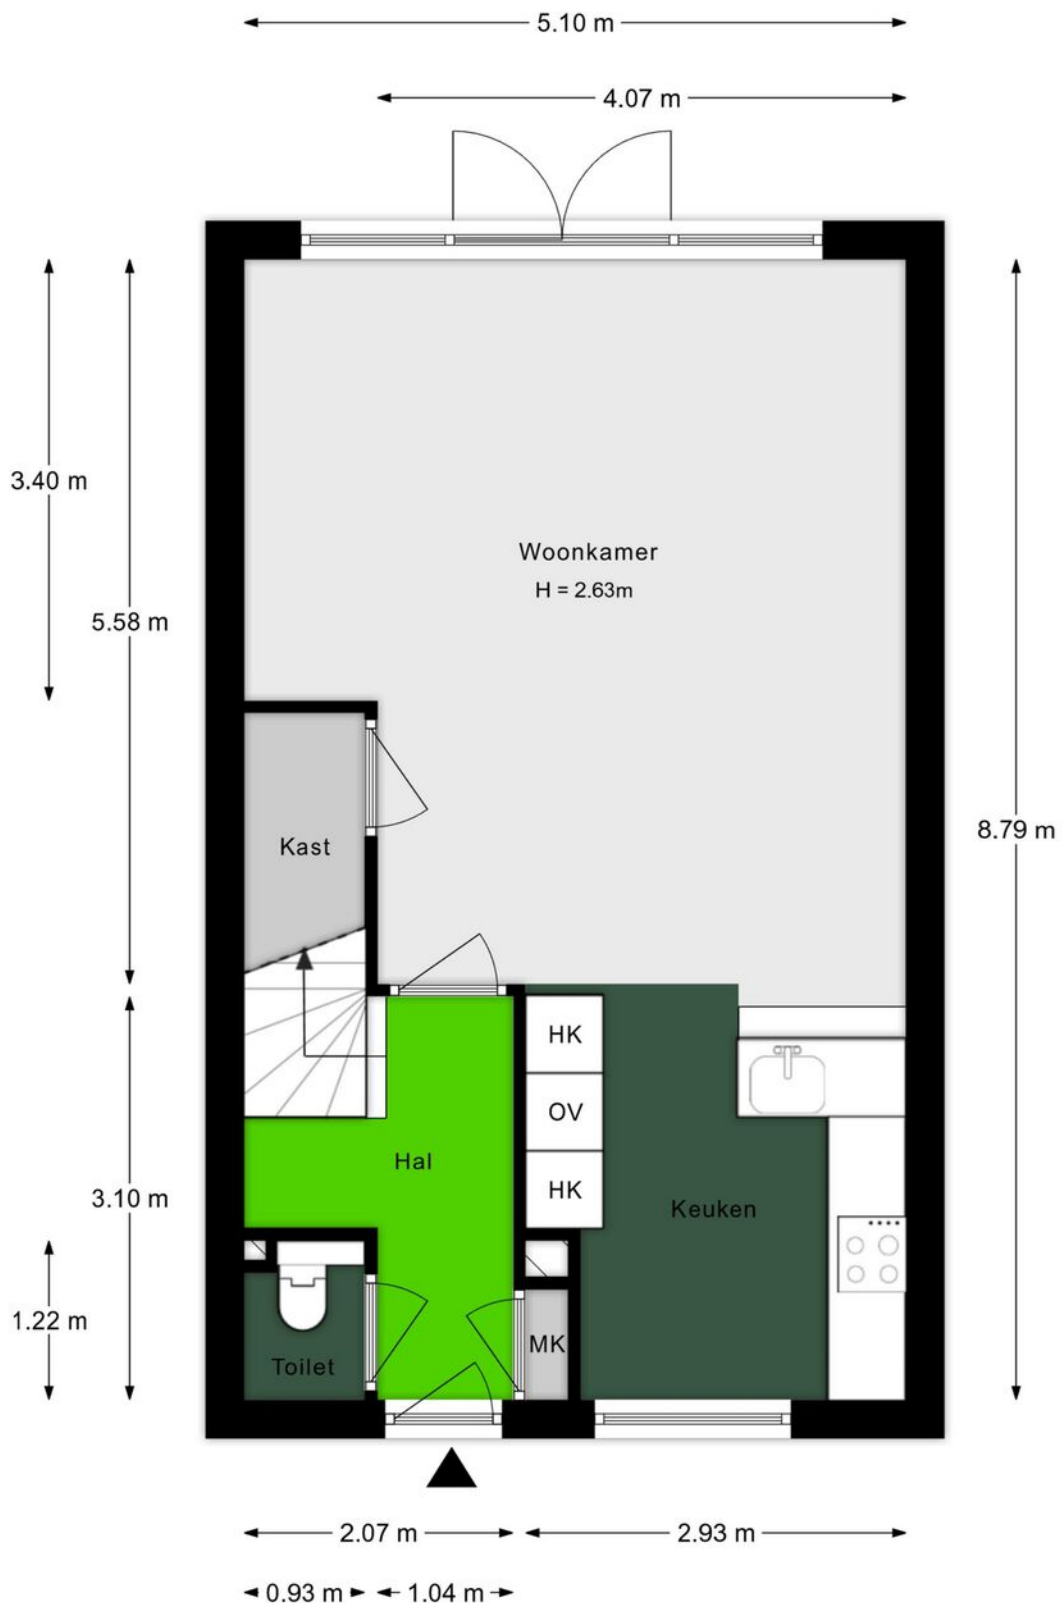 5.10 m
4.07 m
3.40 m
5.58 m
Woonkamer
H = 2.63m
8.79 m
Kast
HK
OV
HK
Hal
3.10 m
Keuken
1.22 m
Toilet
MK
2.07 m
2.93 m
0.93 m
1.04 m